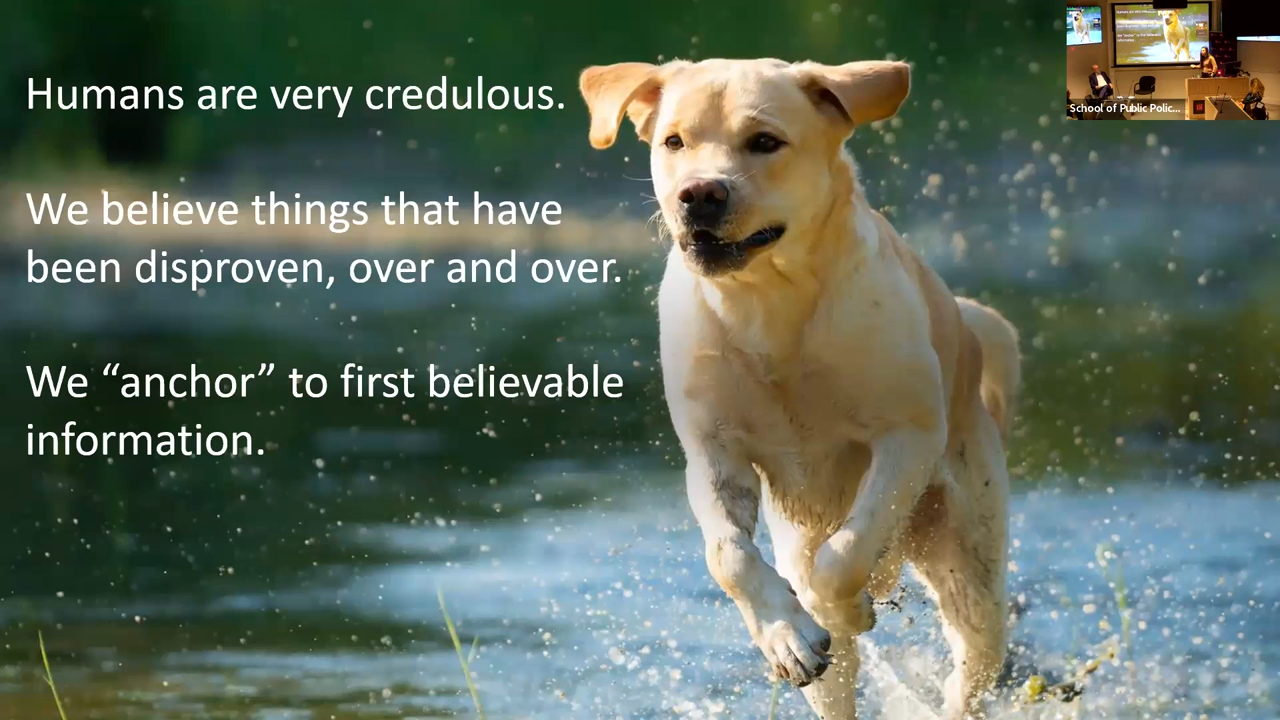 Humans are very credulous.
We believe things that have
been disproven, over and over.
We “anchor” to first believable
information.
School of Public Polic...